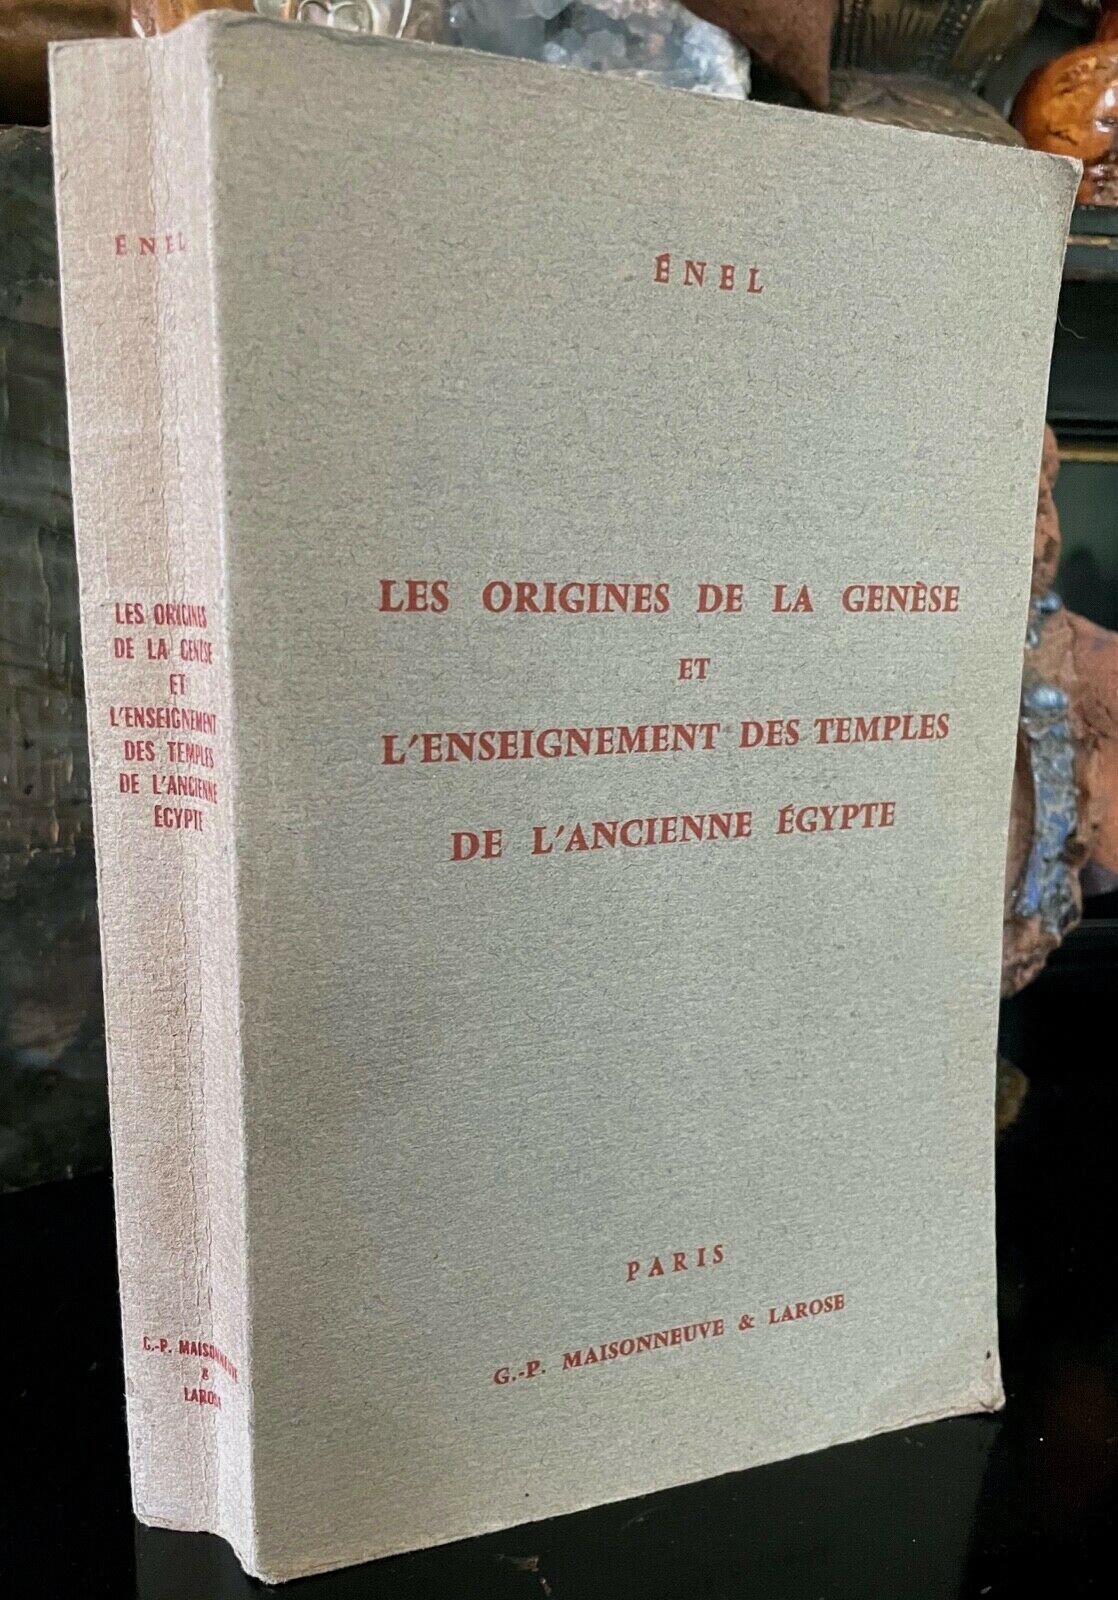 ÉNEL
LES ORIGINES
DE LA GENÈSE
ET
L'ENSEIGNEMENT
DES TEMPLES
DE L'ANCIENNE
ÉGYPTE
G.-P. MAISONNEUVE
&
LAROSE
ÉNEL
LES ORIGINES DE LA GENÈSE
ET
L'ENSEIGNEMENT DES TEMPLES
DE L'ANCIENNE ÉGYPTE
PARIS
G.-P. MAISONNEUVE & LAROSE